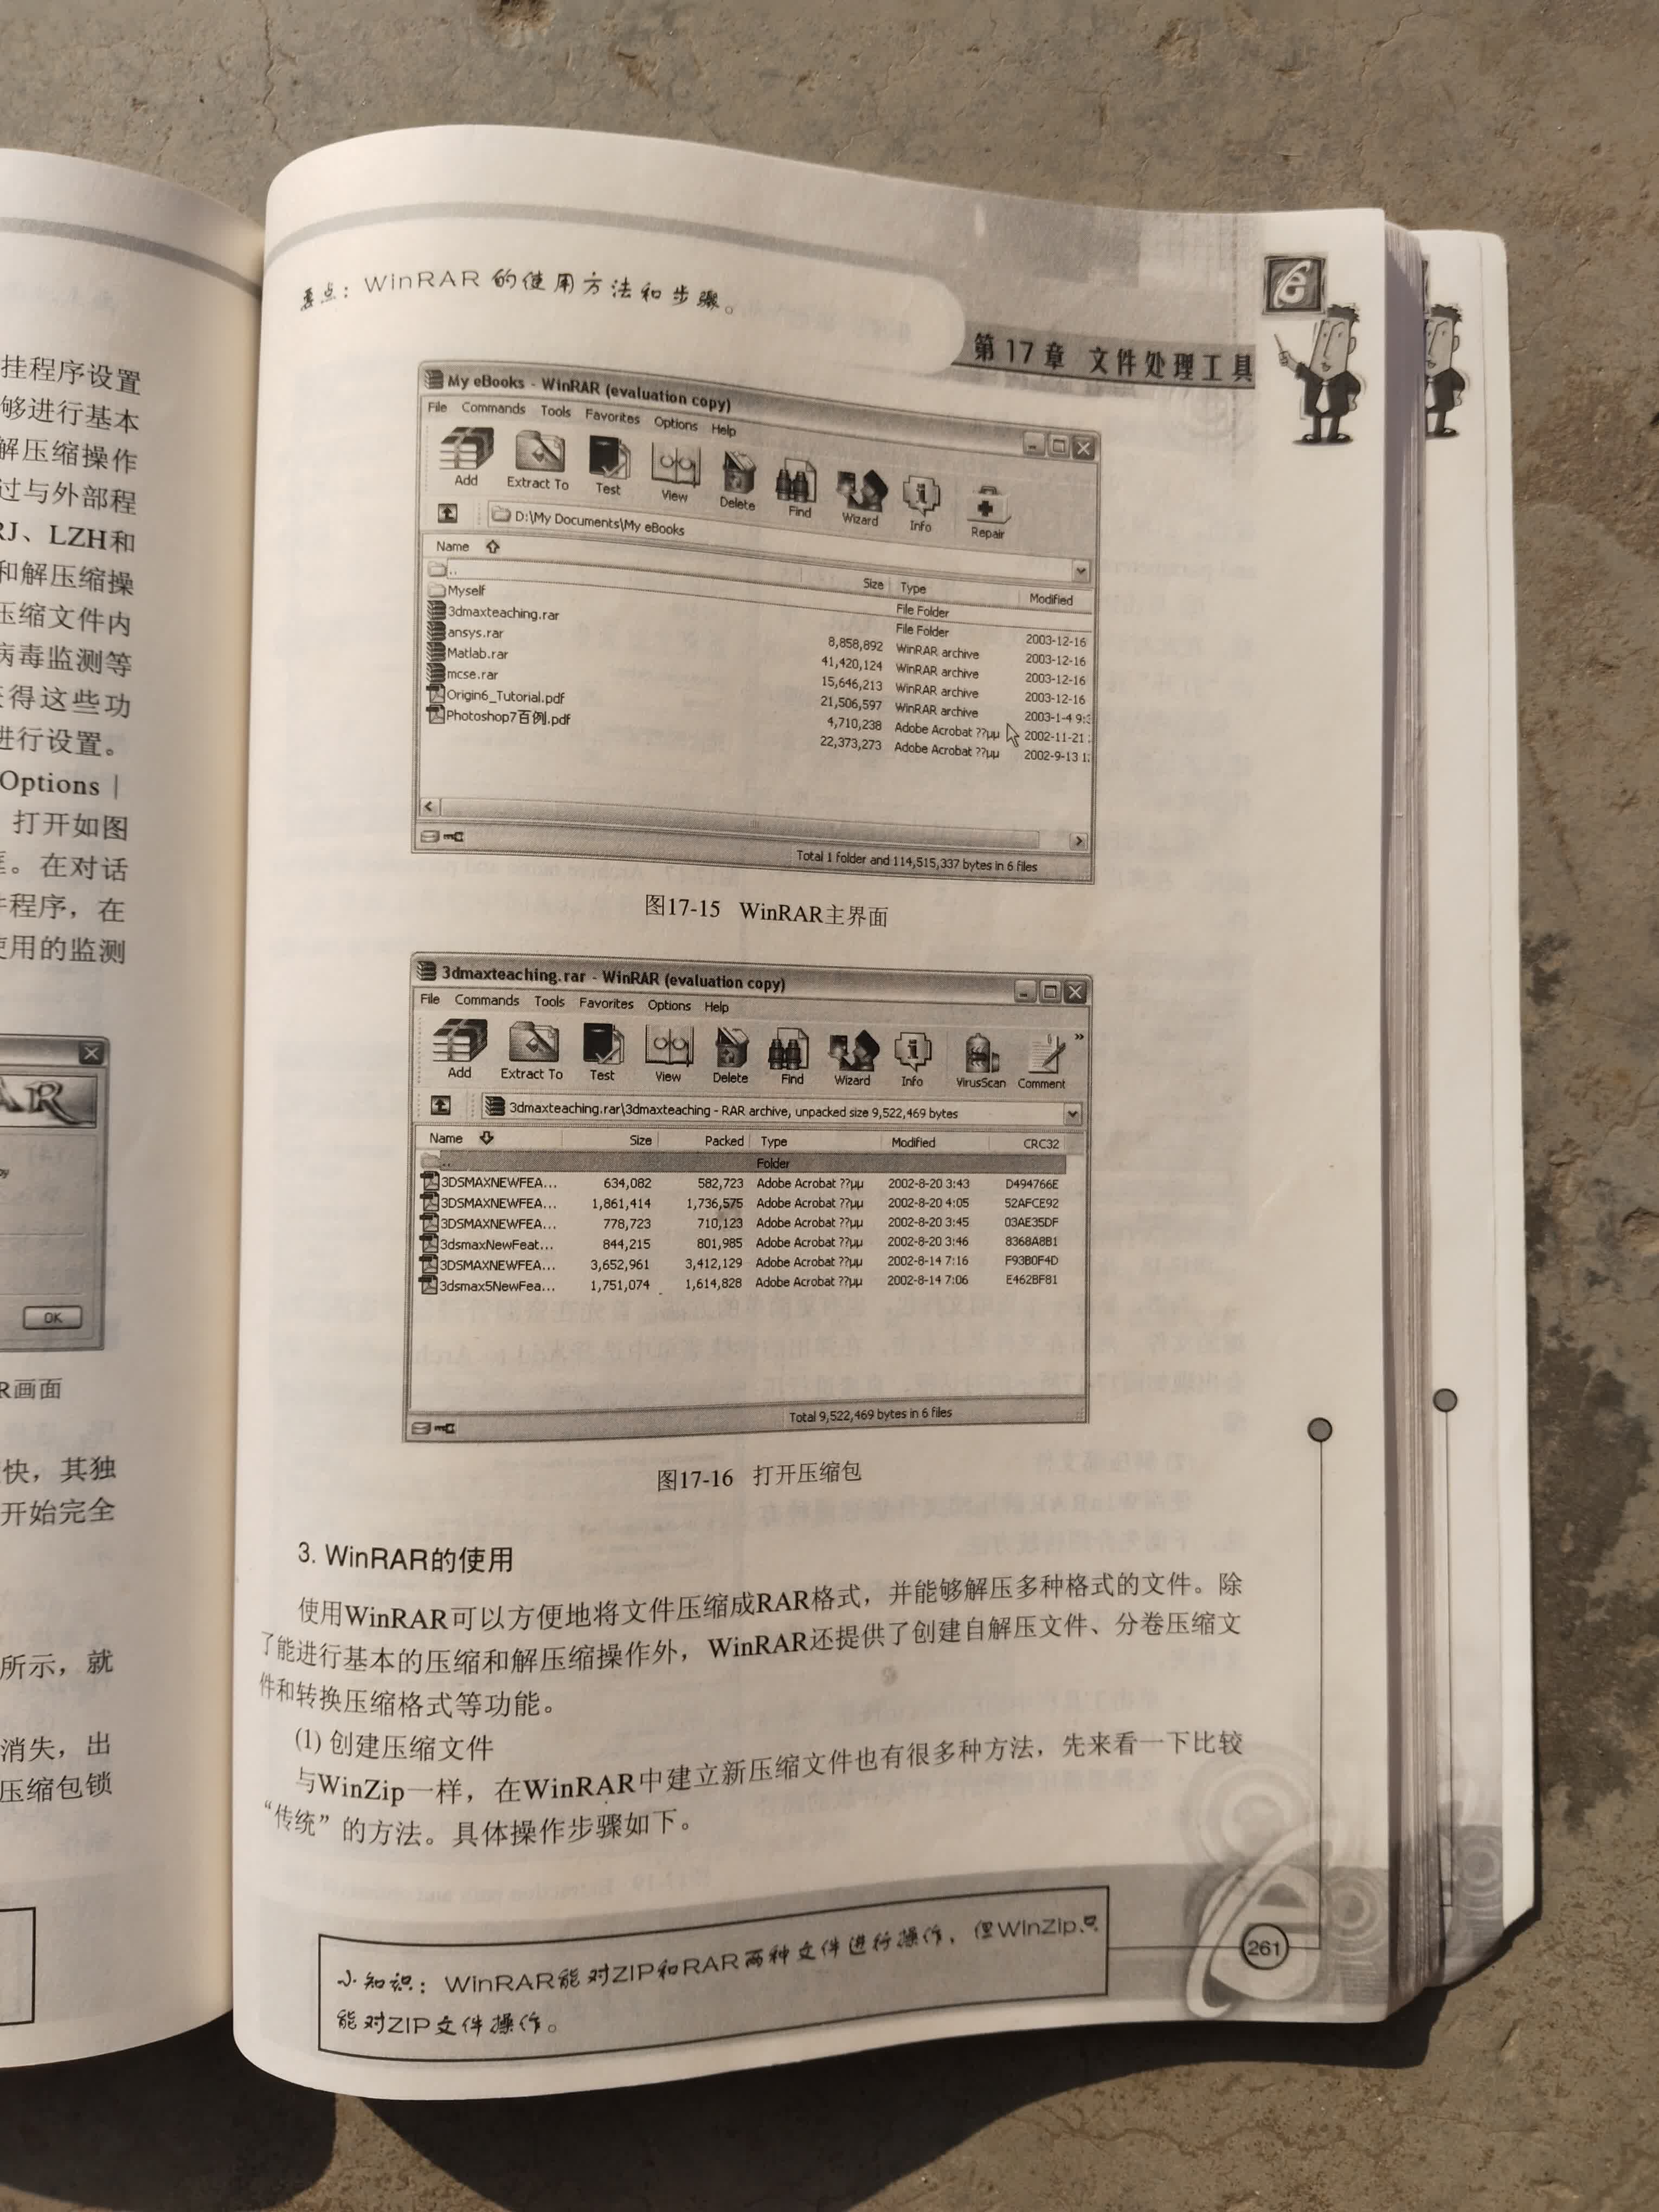 挂程序设置
够进行基本
解压缩操作
过与外部程
RJ、LZH和
和解压缩操
压缩文件内
病毒监测等
获得这些功
进行设置。
Options |
打开如图
。在对话
程序，在
使用的监测
OK
R画面
快，其独
开始完全
所示，就
消失，出
压缩包锁
要点：WinRAR 的使用方法和步骤。
第17章 文件处理工具
My eBooks - WinRAR (evaluation copy)
File Commands Tools Favorites Options Help
Add Extract To Test View Delete Find Wizard Info Repair
D:\My Documents\My eBooks
Name Size Type Modified
.. File Folder
Myself File Folder 2003-12-16
3dmaxteaching.rar 8,858,892 WinRAR archive 2003-12-16
ansys.rar 41,420,124 WinRAR archive 2003-12-16
Matlab.rar 15,646,213 WinRAR archive 2003-12-16
mcse.rar 21,506,597 WinRAR archive 2003-1-4 9:3
Origin6_Tutorial.pdf 4,710,238 Adobe Acrobat ??µµ 2002-11-21
Photoshop7百例.pdf 22,373,273 Adobe Acrobat ??µµ 2002-9-13 1:
Total 1 folder and 114,515,337 bytes in 6 files
图17-15 WinRAR主界面
3dmaxteaching.rar - WinRAR (evaluation copy)
File Commands Tools Favorites Options Help
Add Extract To Test View Delete Find Wizard Info VirusScan Comment »
3dmaxteaching.rar\3dmaxteaching - RAR archive, unpacked size 9,522,469 bytes
Name Size Packed Type Modified CRC32
.. Folder
3DSMAXNEWFEA... 634,082 582,723 Adobe Acrobat ??µµ 2002-8-20 3:43 D494766E
3DSMAXNEWFEA... 1,861,414 1,736,575 Adobe Acrobat ??µµ 2002-8-20 4:05 52AFCE92
3DSMAXNEWFEA... 778,723 710,123 Adobe Acrobat ??µµ 2002-8-20 3:45 03AE35DF
3dsmaxNewFeat... 844,215 801,985 Adobe Acrobat ??µµ 2002-8-20 3:46 8368A8B1
3DSMAXNEWFEA... 3,652,961 3,412,129 Adobe Acrobat ??µµ 2002-8-14 7:16 F93B0F4D
3dsmax5NewFea... 1,751,074 1,614,828 Adobe Acrobat ??µµ 2002-8-14 7:06 E462BF81
Total 9,522,469 bytes in 6 files
图17-16 打开压缩包
3. WinRAR的使用
使用WinRAR可以方便地将文件压缩成RAR格式，并能够解压多种格式的文件。除
了能进行基本的压缩和解压缩操作外，WinRAR还提供了创建自解压文件、分卷压缩文
件和转换压缩格式等功能。
(1) 创建压缩文件
与WinZip一样，在WinRAR中建立新压缩文件也有很多种方法，先来看一下比较
“传统”的方法。具体操作步骤如下。
小知识：WinRAR能对ZIP和RAR两种文件进行操作，但WinZip只
能对ZIP文件操作。
261